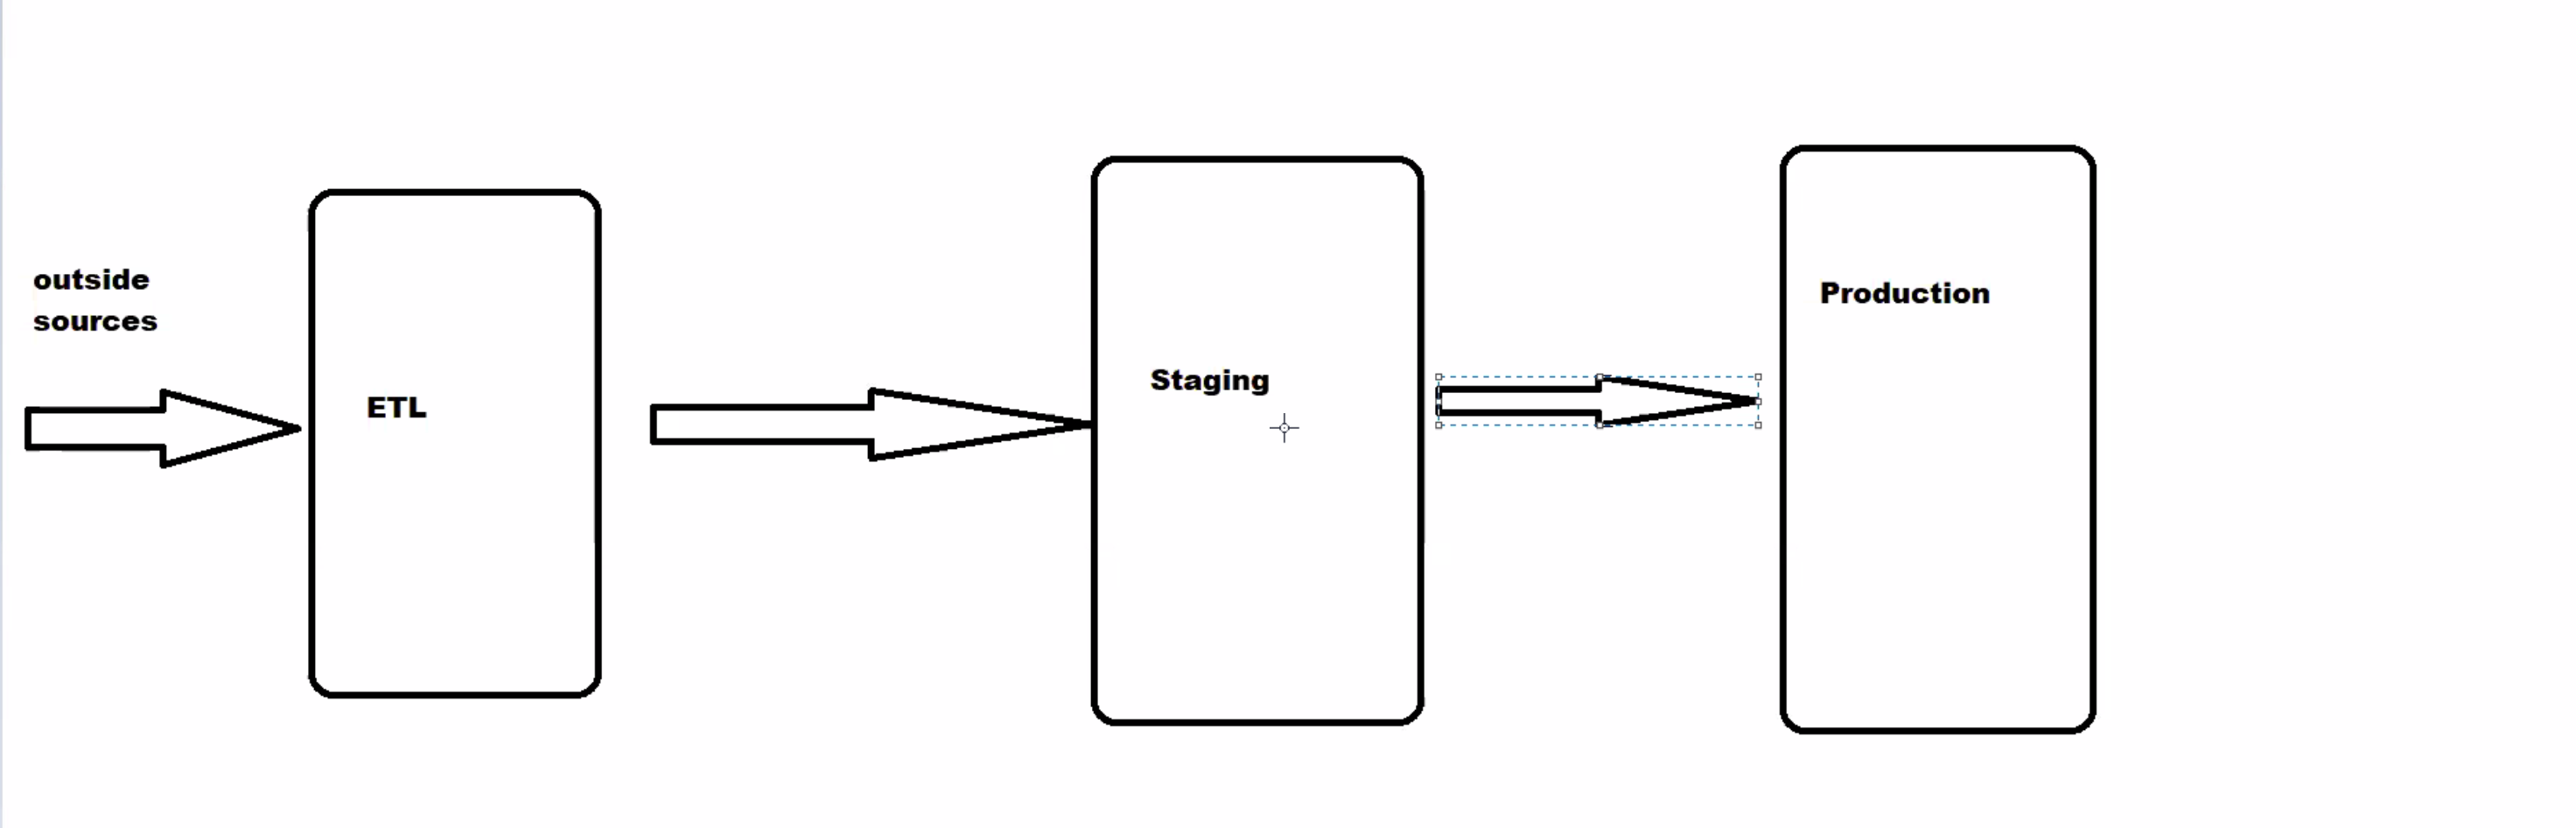 outside
sources
ETL
Staging
Production